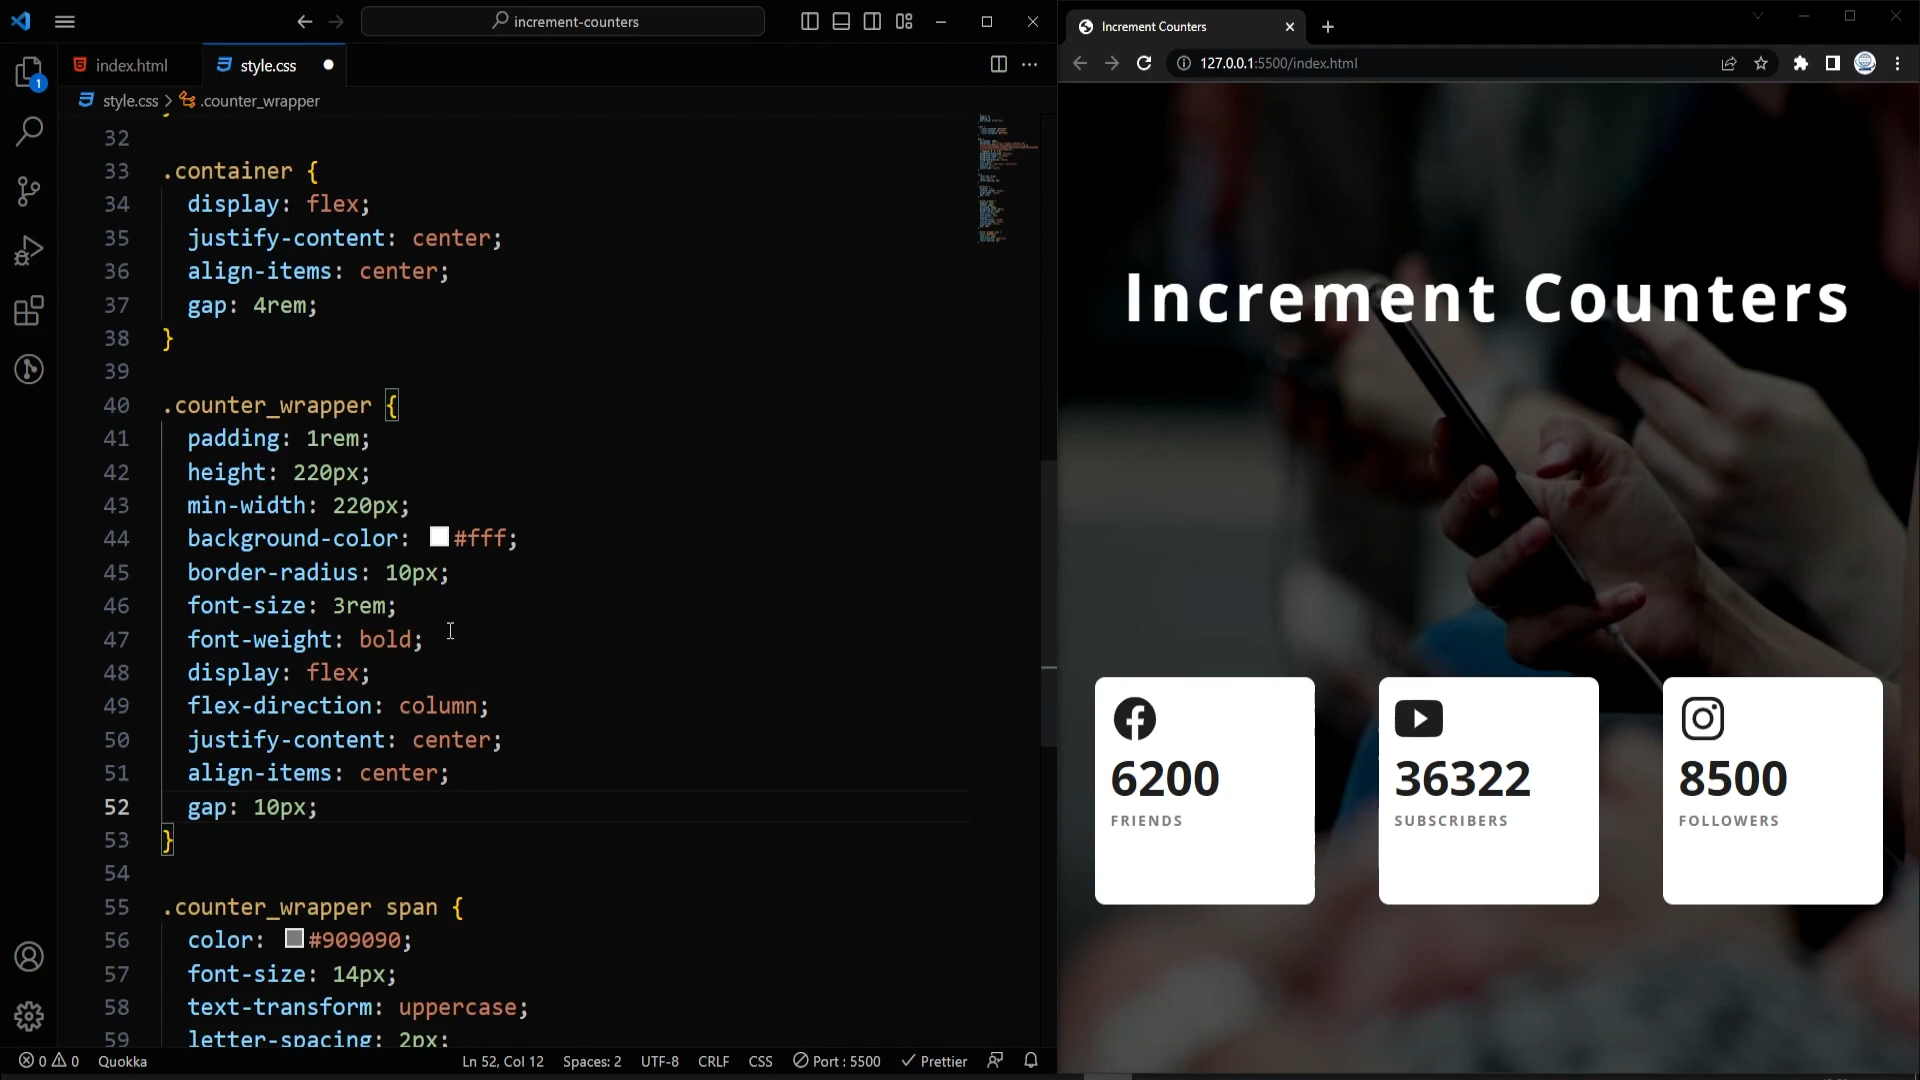 increment-counters
index.html
style.css
style.css > .counter_wrapper
1
32
33 .container {
34 display: flex;
35 justify-content: center;
36 align-items: center;
37 gap: 4rem;
38 }
39
40 .counter_wrapper {
41 padding: 1rem;
42 height: 220px;
43 min-width: 220px;
44 background-color: #fff;
45 border-radius: 10px;
46 font-size: 3rem;
47 font-weight: bold;
48 display: flex;
49 flex-direction: column;
50 justify-content: center;
51 align-items: center;
52 gap: 10px;
53 }
54
55 .counter_wrapper span {
56 color: #909090;
57 font-size: 14px;
58 text-transform: uppercase;
59 letter-spacing: 2px;
0 0 Quokka Ln 52, Col 12 Spaces: 2 UTF-8 CRLF CSS Port : 5500 Prettier
Increment Counters
127.0.0.1:5500/index.html
Increment Counters
6200
FRIENDS
36322
SUBSCRIBERS
8500
FOLLOWERS